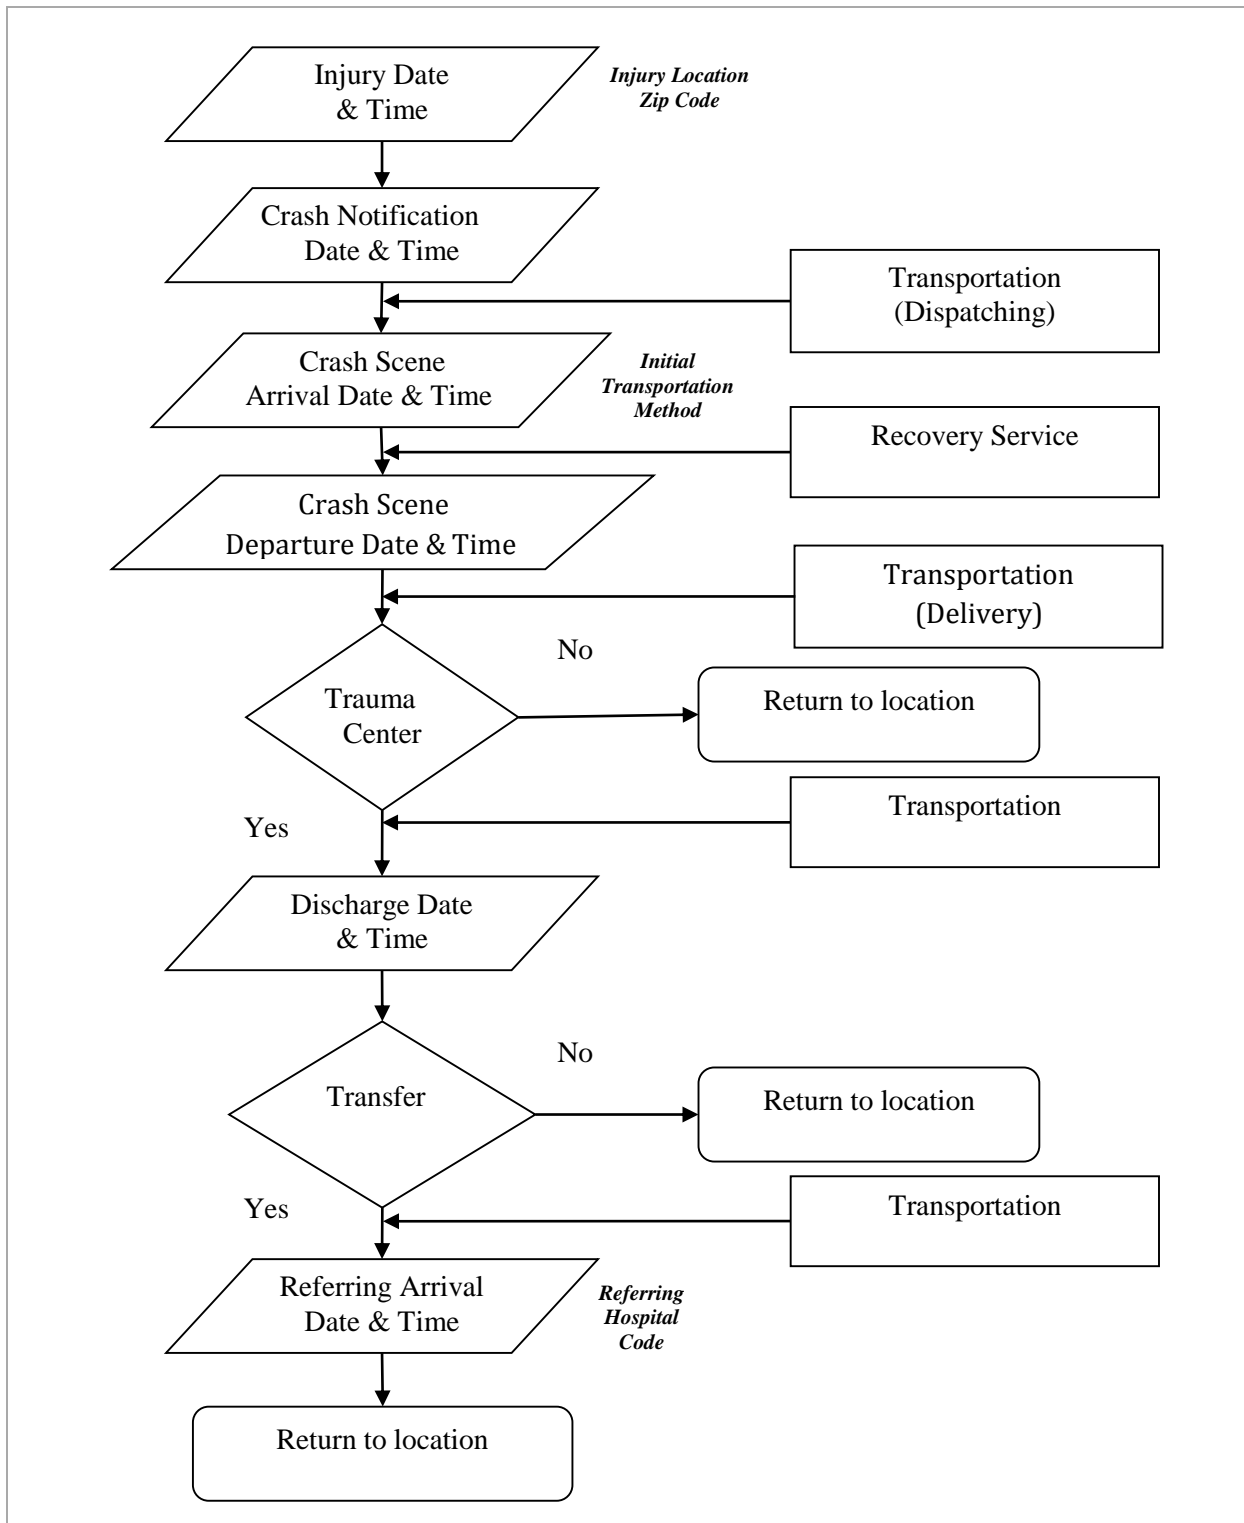 Injury Date
& Time
Injury Location
Zip Code
Crash Notification
Date & Time
Transportation
(Dispatching)
Crash Scene
Arrival Date & Time
Initial
Transportation
Method
Recovery Service
Crash Scene
Departure Date & Time
Transportation
(Delivery)
No
Trauma
Center
Return to location
Yes
Transportation
Discharge Date
& Time
No
Transfer
Return to location
Yes
Transportation
Referring Arrival
Date & Time
Referring
Hospital
Code
Return to location